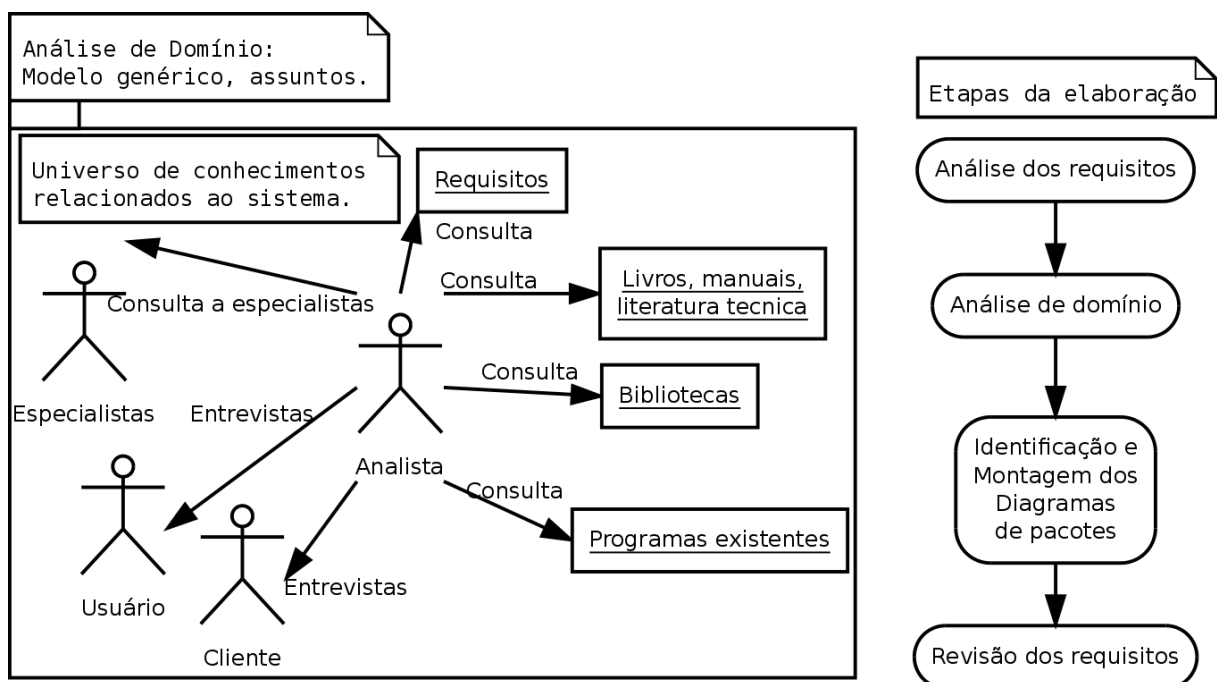 Análise de Domínio:
Modelo genérico, assuntos.
Universo de conhecimentos
relacionados ao sistema.
Requisitos
Consulta
Consulta
Livros, manuais,
literatura tecnica
Consulta a especialistas
Consulta
Bibliotecas
Especialistas
Entrevistas
Analista
Consulta
Programas existentes
Usuário
Entrevistas
Cliente
Etapas da elaboração
Análise dos requisitos
Análise de domínio
Identificação e
Montagem dos
Diagramas
de pacotes
Revisão dos requisitos